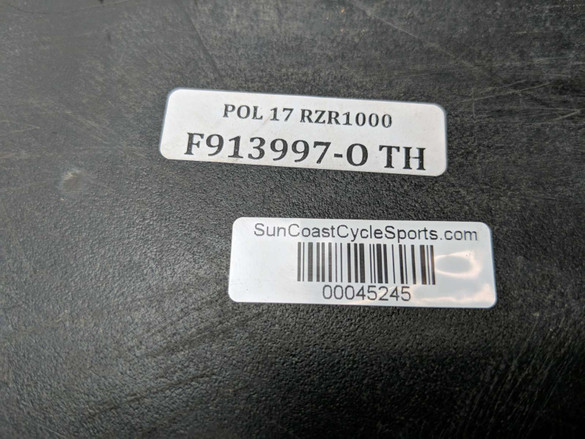 POL 17 RZR1000
F913997-O TH
SunCoastCycleSports.com
00045245